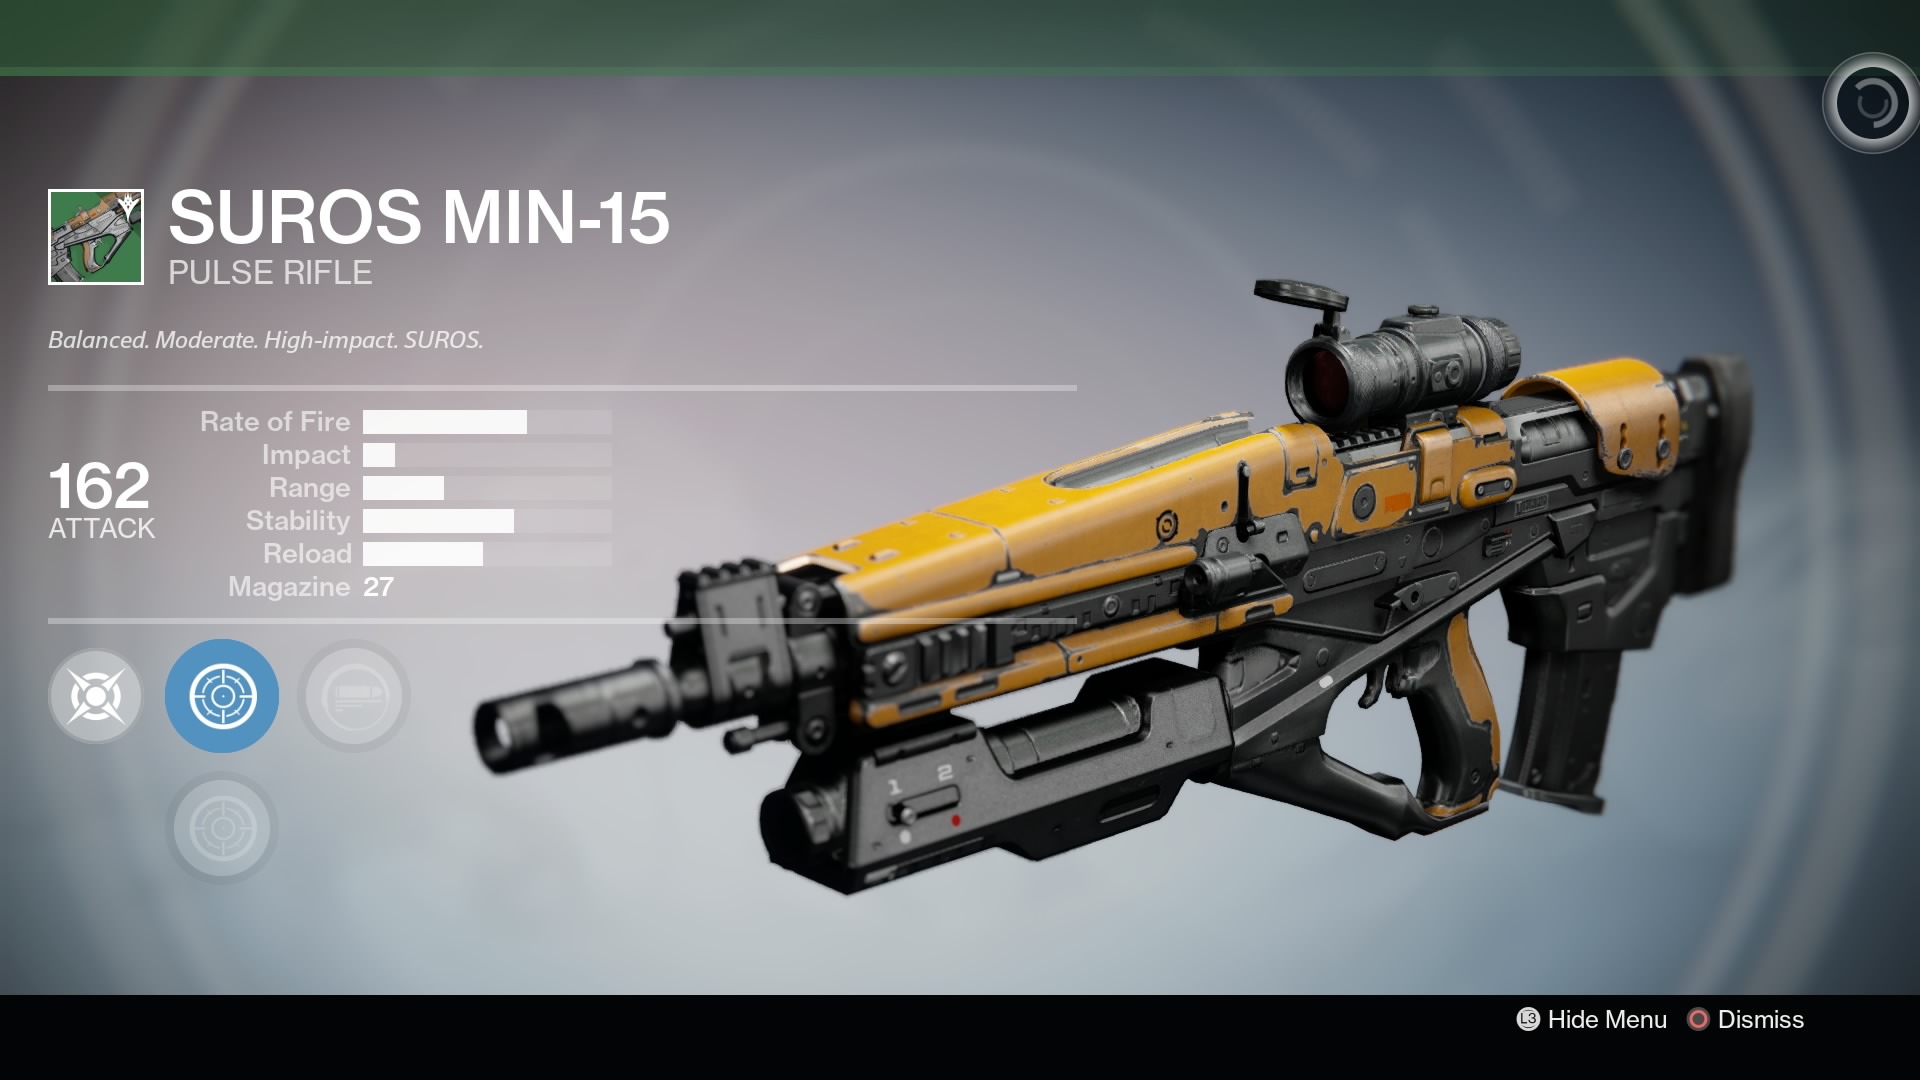 SUROS MIN-15
PULSE RIFLE
Balanced. Moderate. High-impact. SUROS.
162
ATTACK
Rate of Fire
Impact
Range
Stability
Reload
Magazine 27
1 2
L3 Hide Menu Dismiss